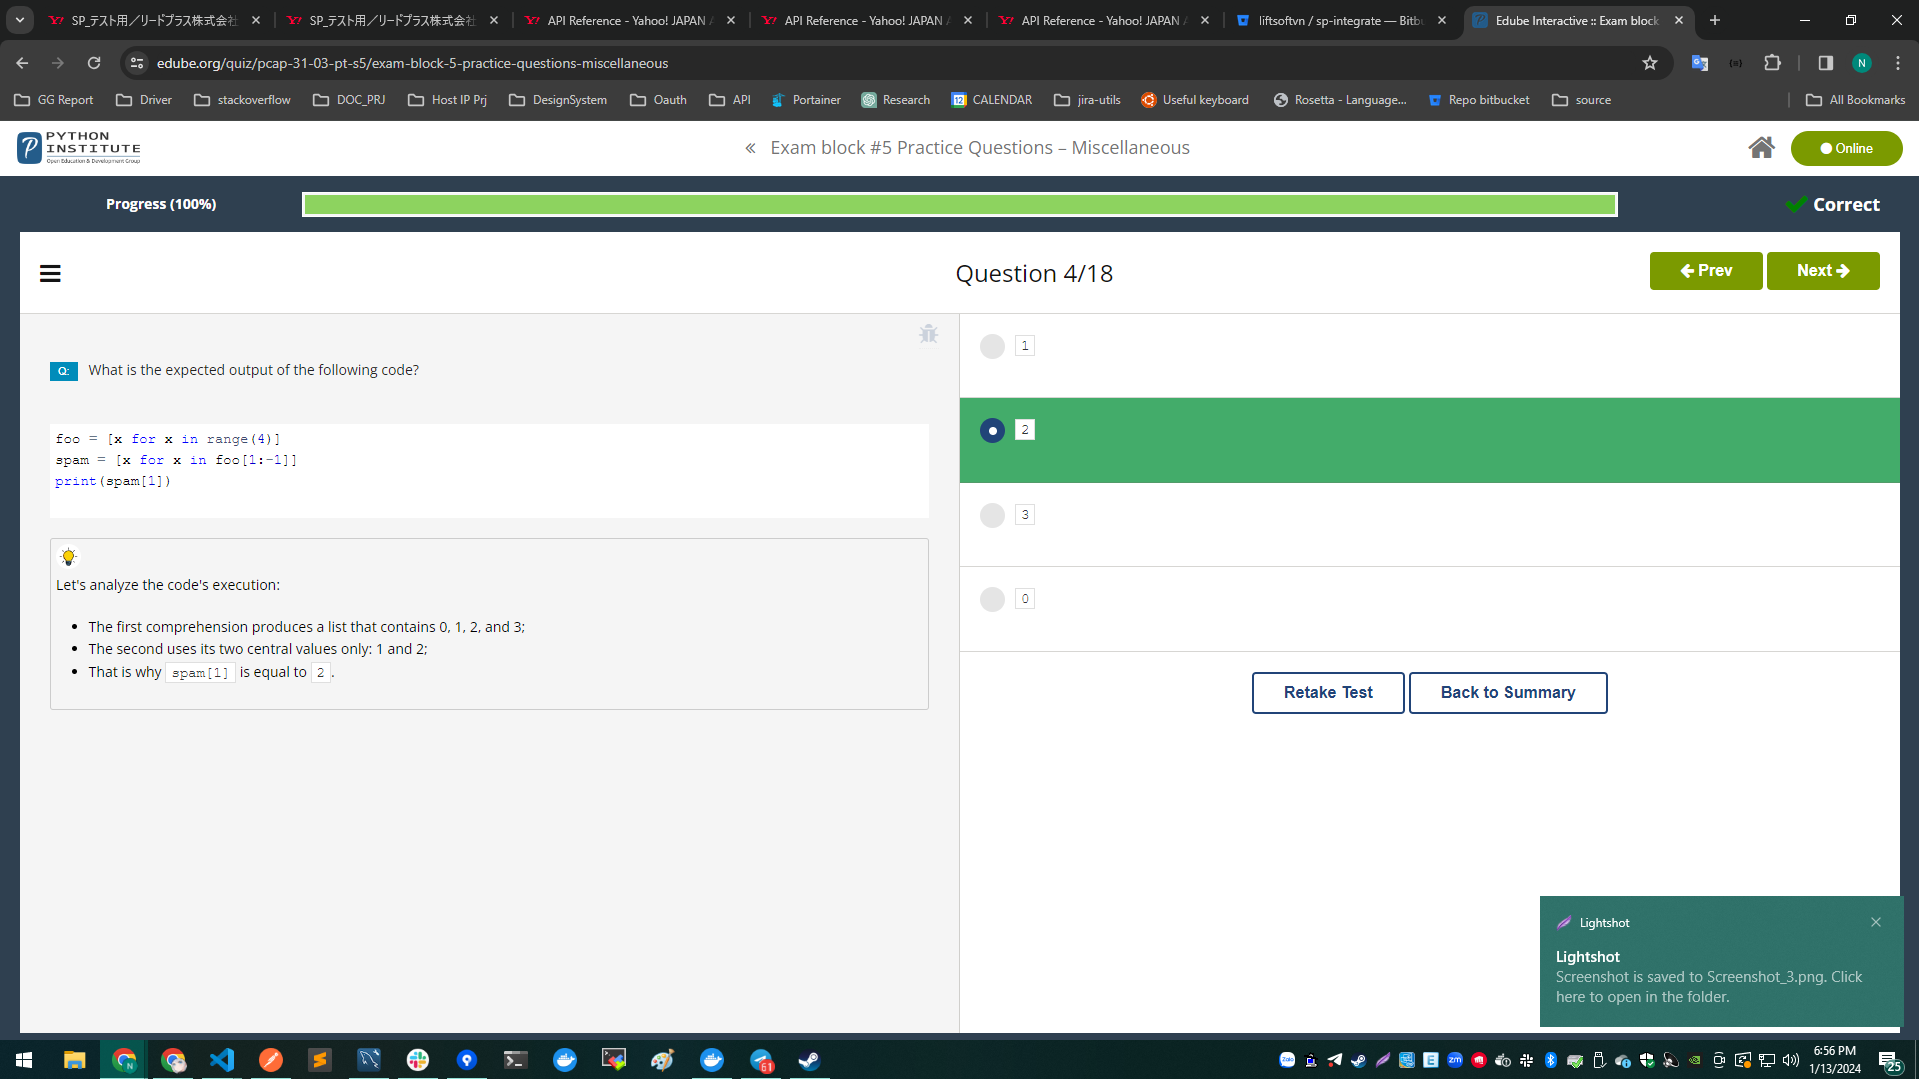 SP_テスト用／リードプラス株式会社
SP_テスト用／リードプラス株式会社
API Reference - Yahoo! JAPAN
API Reference - Yahoo! JAPAN
API Reference - Yahoo! JAPAN
liftsoftvn / sp-integrate — Bitbu
Edube Interactive :: Exam block
edube.org/quiz/pcap-31-03-pt-s5/exam-block-5-practice-questions-miscellaneous
N
GG Report
Driver
stackoverflow
DOC_PRJ
Host IP Prj
DesignSystem
Oauth
API
Portainer
Research
CALENDAR
jira-utils
Useful keyboard
Rosetta - Language...
Repo bitbucket
source
All Bookmarks
PYTHON
INSTITUTE
Open Education & Development Group
« Exam block #5 Practice Questions – Miscellaneous
Online
Progress (100%)
Correct
Question 4/18
Prev
Next
Q: What is the expected output of the following code?
foo = [x for x in range(4)]
spam = [x for x in foo[1:-1]]
print(spam[1])
Let's analyze the code's execution:
• The first comprehension produces a list that contains 0, 1, 2, and 3;
• The second uses its two central values only: 1 and 2;
• That is why spam[1] is equal to 2.
1
2
3
0
Retake Test
Back to Summary
Lightshot
Lightshot
Screenshot is saved to Screenshot_3.png. Click
here to open in the folder.
61
6:56 PM
1/13/2024
25